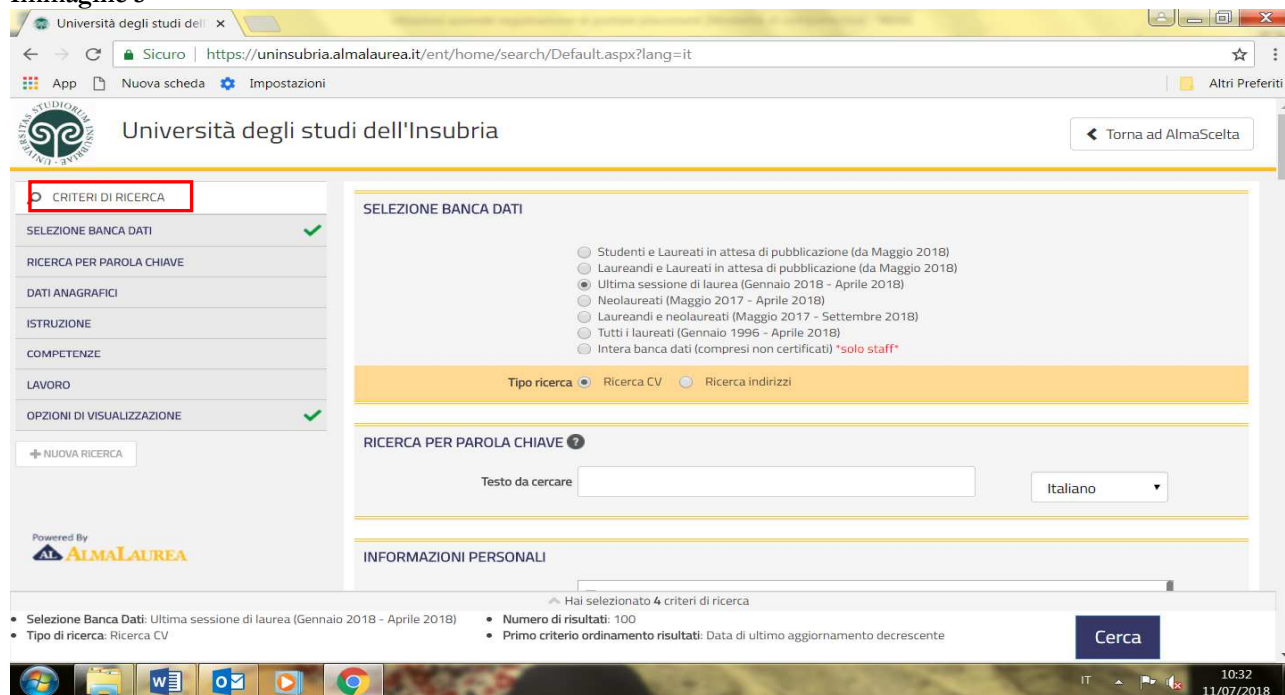 Università degli studi del
Sicuro | https://uninsubria.almalaurea.it/ent/home/search/Default.aspx?lang=it
App Nuova scheda Impostazioni Altri Preferiti
Università degli studi dell'Insubria
Torna ad AlmaScelta
CRITERI DI RICERCA
SELEZIONE BANCA DATI
RICERCA PER PAROLA CHIAVE
DATI ANAGRAFICI
ISTRUZIONE
COMPETENZE
LAVORO
OPZIONI DI VISUALIZZAZIONE
NUOVA RICERCA
Powered By
AL ALMALAUREA
SELEZIONE BANCA DATI
Studenti e Laureati in attesa di pubblicazione (da Maggio 2018)
Laureandi e Laureati in attesa di pubblicazione (da Maggio 2018)
Ultima sessione di laurea (Gennaio 2018 - Aprile 2018)
Neolaureati (Maggio 2017 - Aprile 2018)
Laureandi e neolaureati (Maggio 2017 - Settembre 2018)
Tutti i laureati (Gennaio 1996 - Aprile 2018)
Intera banca dati (compresi non certificati) *solo staff*
Tipo ricerca Ricerca CV Ricerca indirizzi
RICERCA PER PAROLA CHIAVE ?
Testo da cercare Italiano
INFORMAZIONI PERSONALI
Hai selezionato 4 criteri di ricerca
• Selezione Banca Dati: Ultima sessione di laurea (Gennaio 2018 - Aprile 2018)
• Tipo di ricerca: Ricerca CV
• Numero di risultati: 100
• Primo criterio ordinamento risultati: Data di ultimo aggiornamento decrescente
Cerca
IT 10:32
11/07/2018